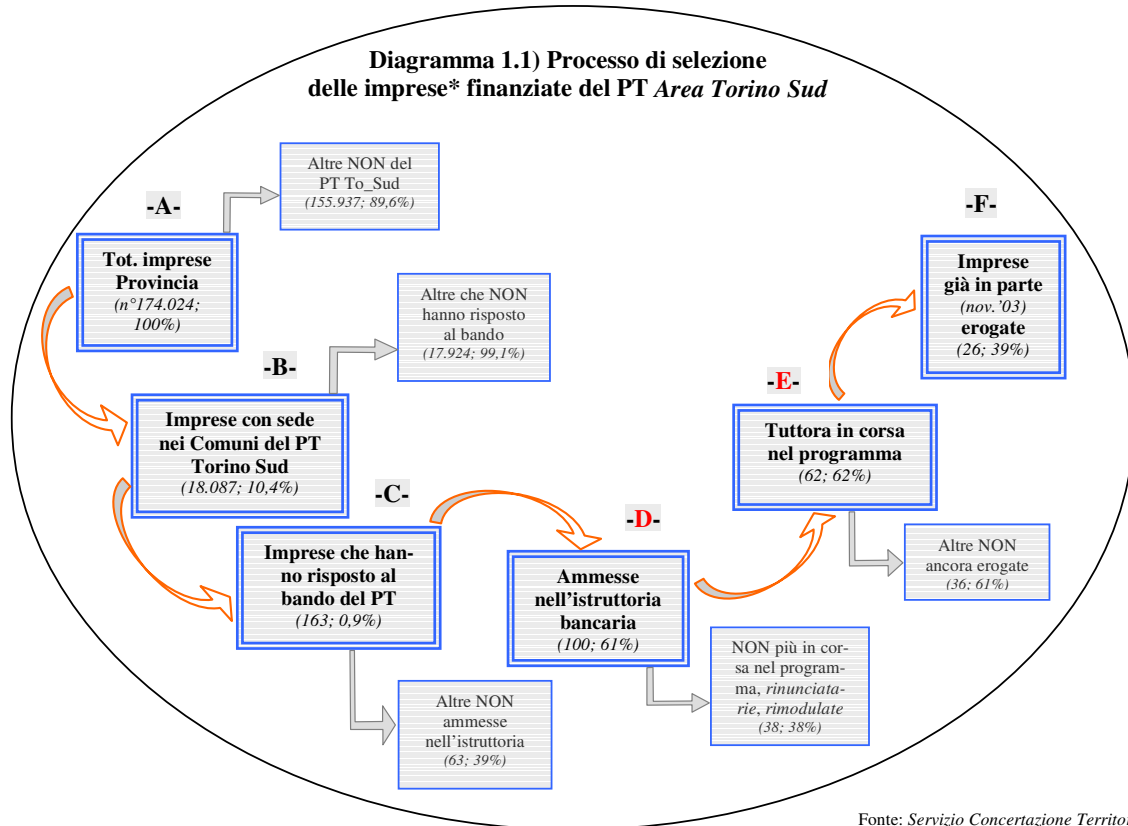 Diagramma 1.1) Processo di selezione
delle imprese* finanziate del PT Area Torino Sud
-A-
Tot. imprese
Provincia
(n°174.024;
100%)
Altre NON del
PT To_Sud
(155.937; 89,6%)
-B-
Imprese con sede
nei Comuni del PT
Torino Sud
(18.087; 10,4%)
Altre che NON
hanno risposto
al bando
(17.924; 99,1%)
-C-
Imprese che han-
no risposto al
bando del PT
(163; 0,9%)
Altre NON
ammesse
nell'istruttoria
(63; 39%)
-D-
Ammesse
nell'istruttoria
bancaria
(100; 61%)
NON più in cor-
sa nel program-
ma, rinunciata-
rie, rimodulate
(38; 38%)
-E-
Tuttora in corsa
nel programma
(62; 62%)
Altre NON
ancora erogate
(36; 61%)
-F-
Imprese
già in parte
(nov.'03)
erogate
(26; 39%)
Fonte: Servizio Concertazione Territor